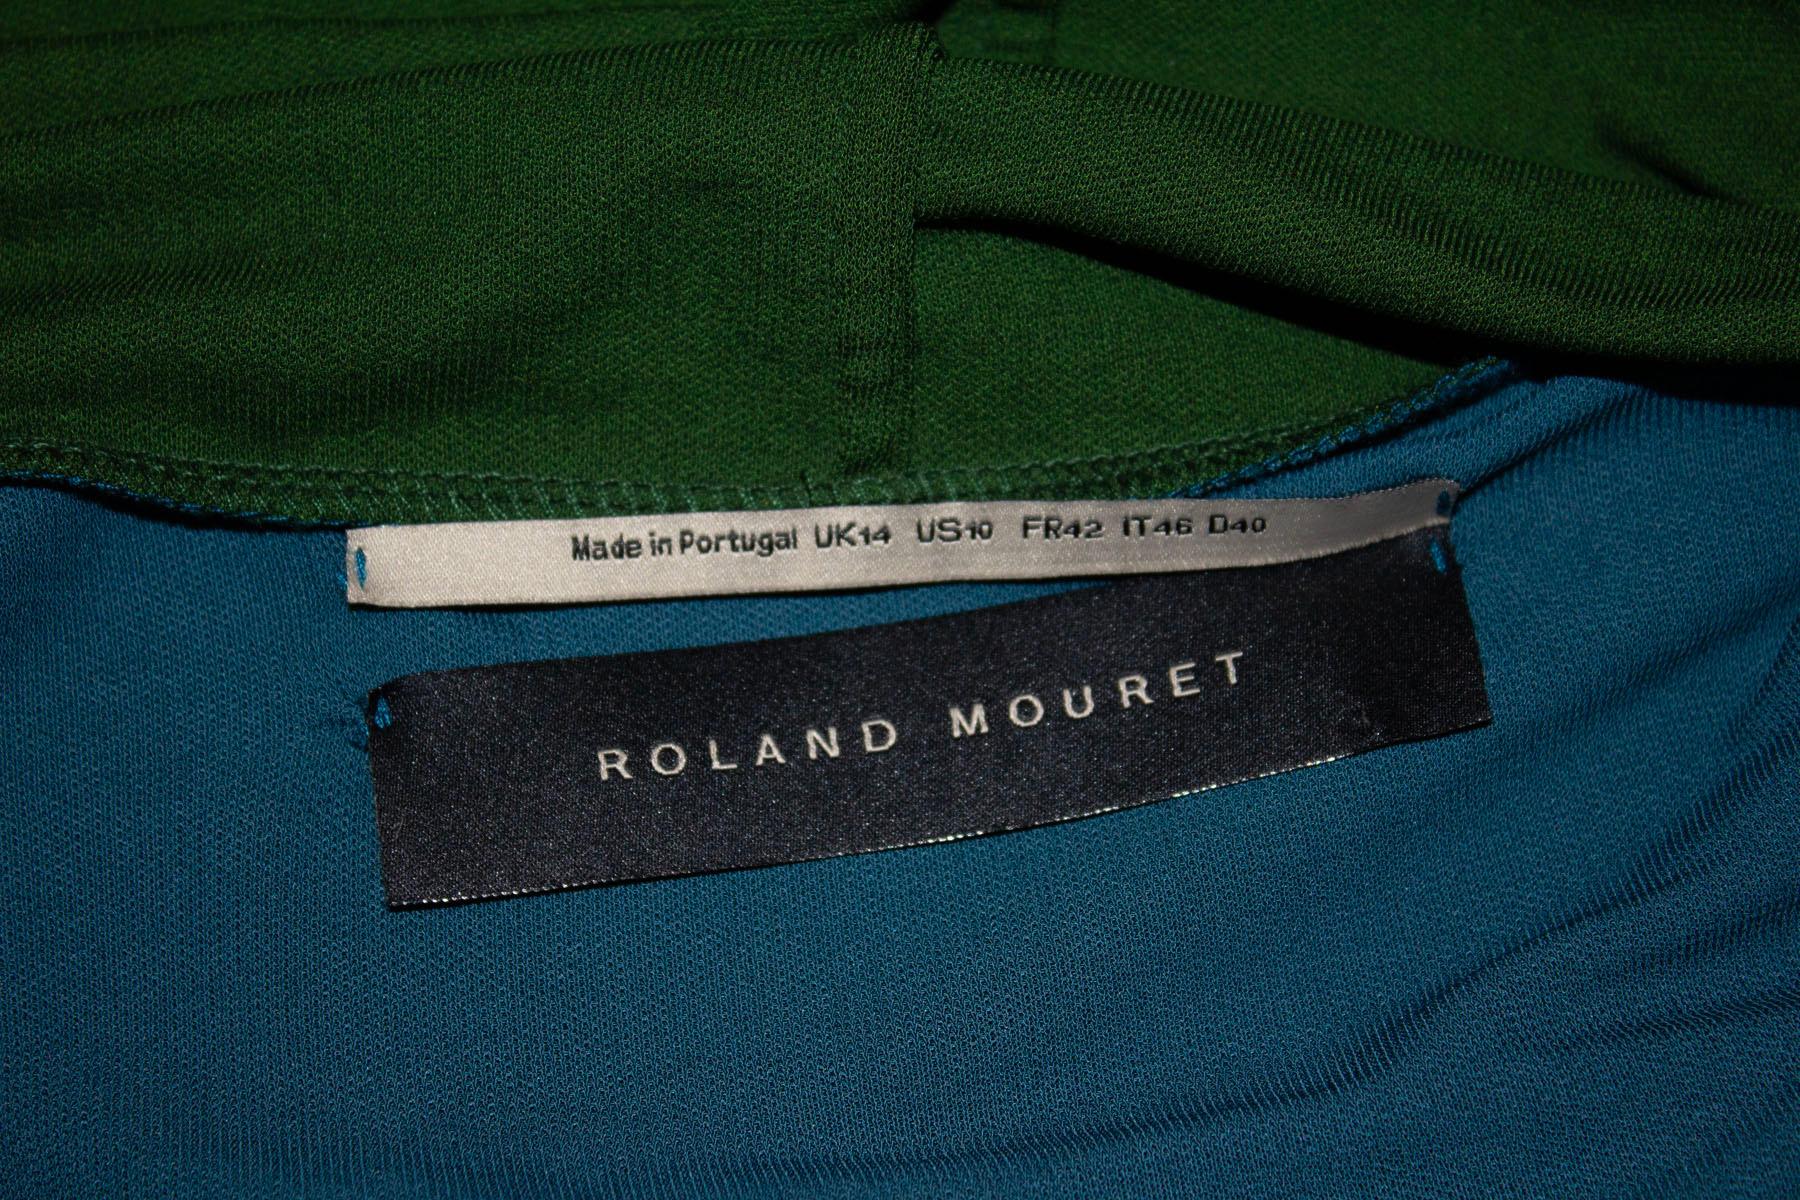 Made in Portugal UK14 US10 FR42 IT46 D40
ROLAND MOURET